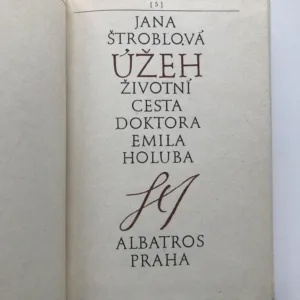 [5]
JANA
ŠTROBLOVÁ
ÚŽEH
ŽIVOTNÍ
CESTA
DOKTORA
EMILA
HOLUBA
ALBATROS
PRAHA